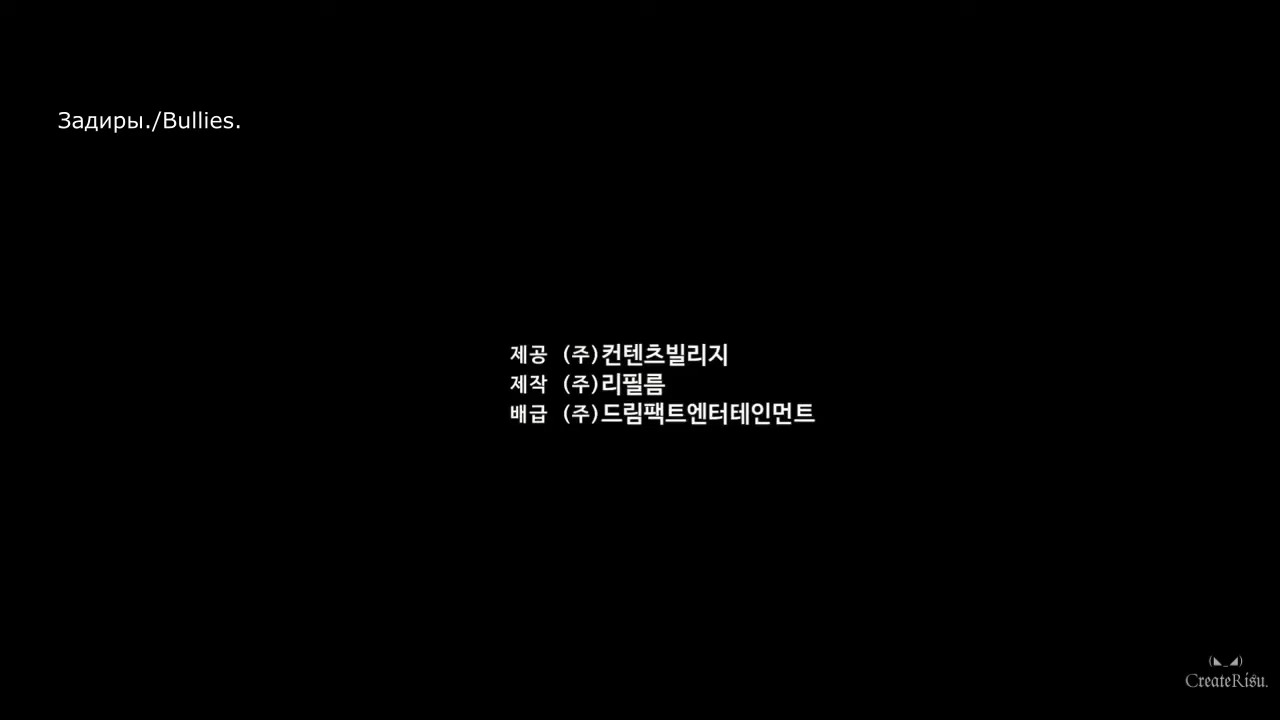 Задиры./Bullies.
제공 (주)컨텐츠빌리지
제작 (주)리필름
배급 (주)드림팩트엔터테인먼트
(◣_◢)
CreateRisu.